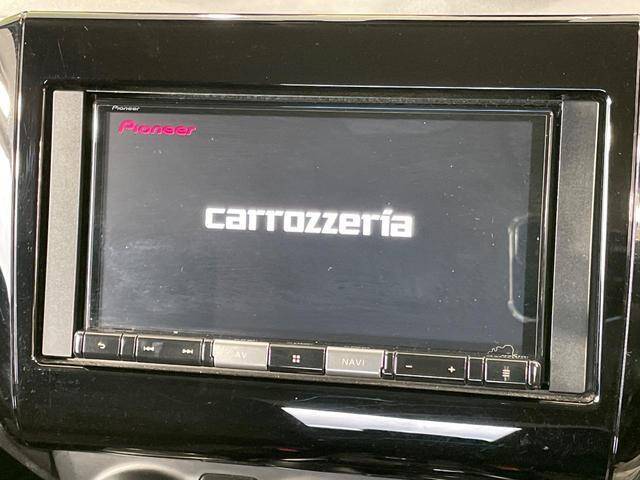 Pioneer
Pioneer
carrozzeria
AV
NAVI
- +